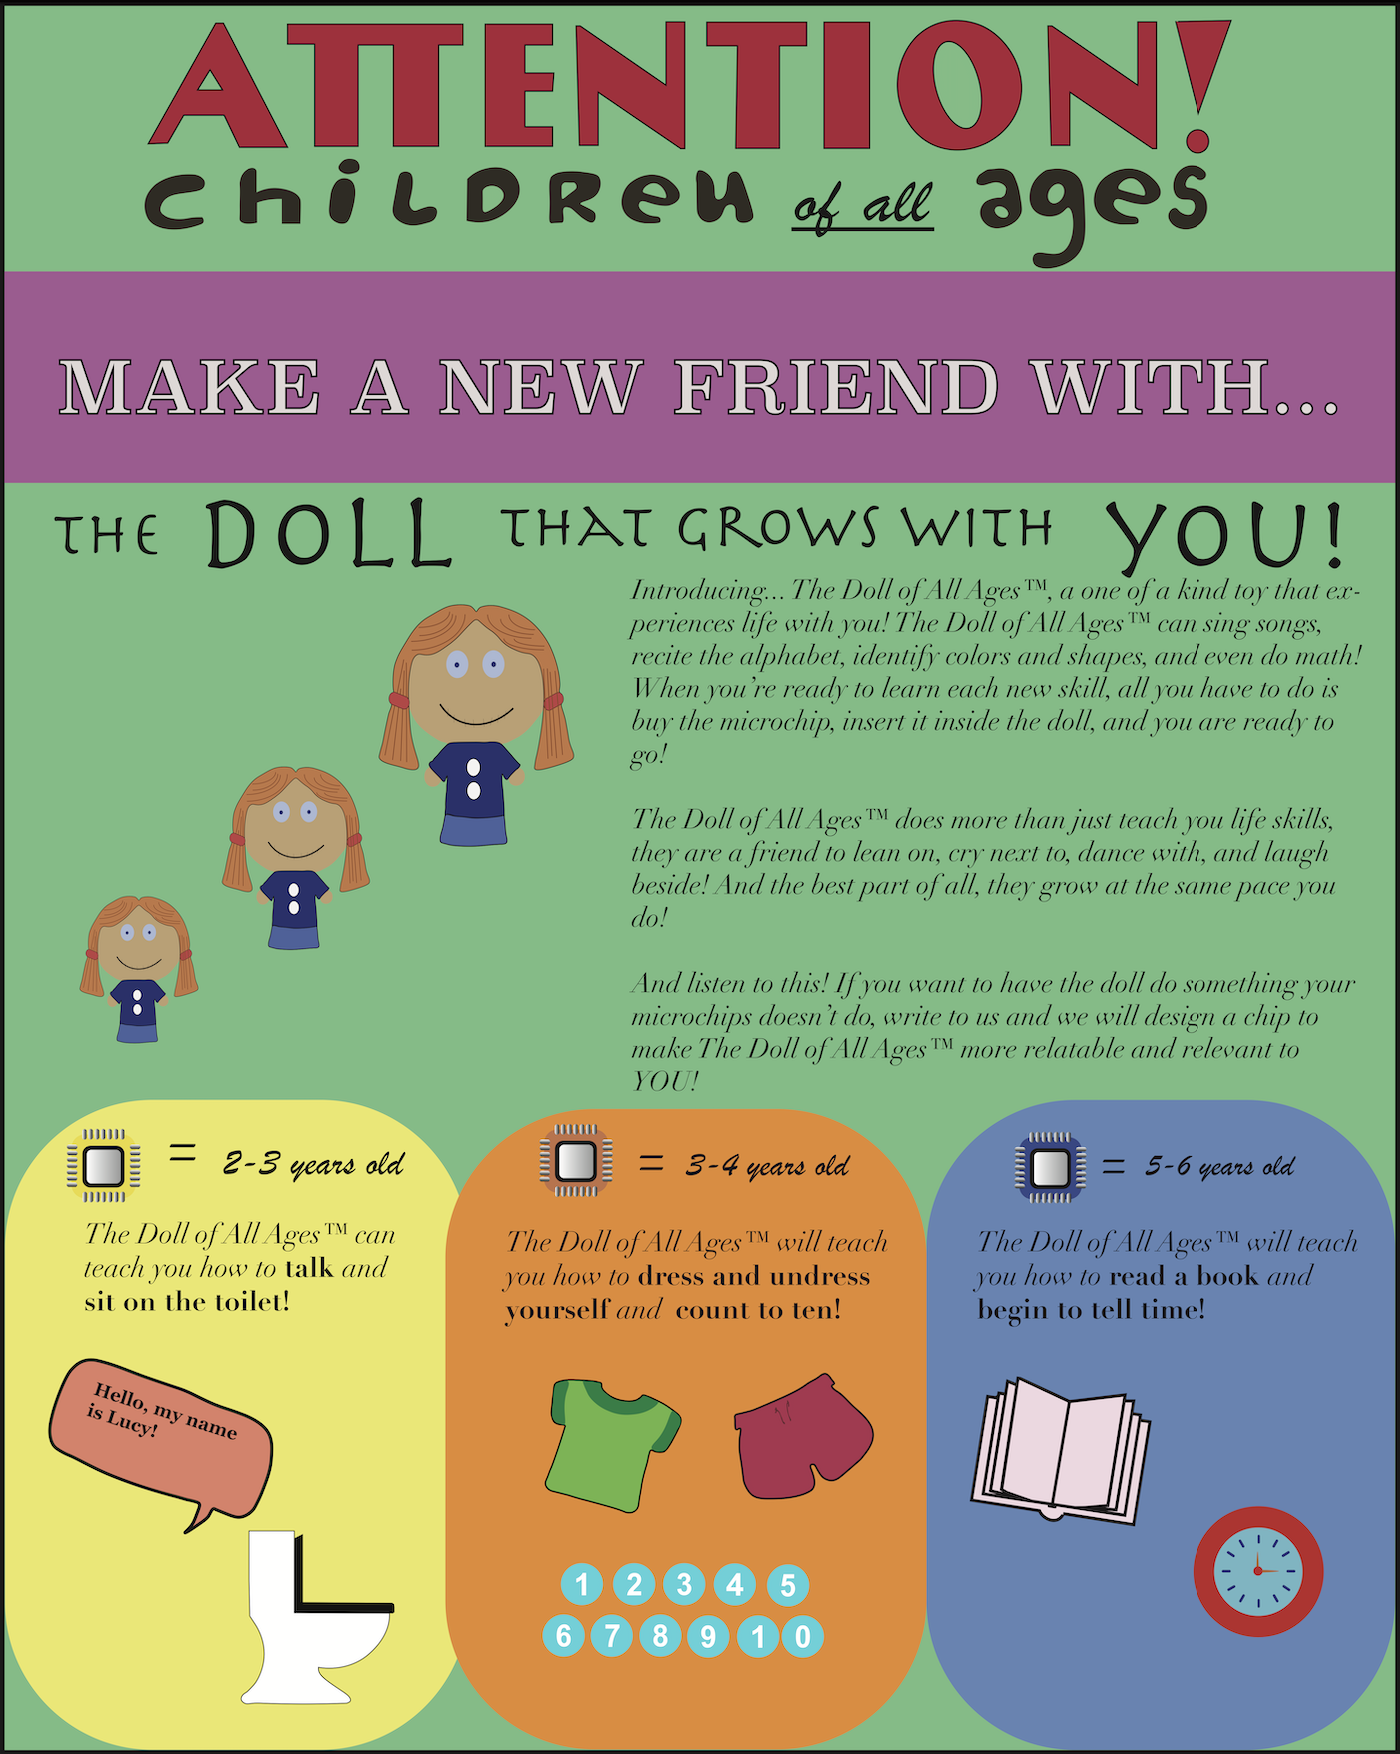 ATTENTION!
children of all ages
MAKE A NEW FRIEND WITH...
THE DOLL THAT GROWS WITH YOU!
Introducing... The Doll of All Ages™, a one of a kind toy that ex-
periences life with you! The Doll of All Ages™ can sing songs,
recite the alphabet, identify colors and shapes, and even do math!
When you're ready to learn each new skill, all you have to do is
buy the microchip, insert it inside the doll, and you are ready to
go!
The Doll of All Ages™ does more than just teach you life skills,
they are a friend to lean on, cry next to, dance with, and laugh
beside! And the best part of all, they grow at the same pace you
do!
And listen to this! If you want to have the doll do something your
microchips doesn't do, write to us and we will design a chip to
make The Doll of All Ages™ more relatable and relevant to
YOU!
= 2-3 years old
The Doll of All Ages™ can
teach you how to talk and
sit on the toilet!
Hello, my name
is Lucy!
= 3-4 years old
The Doll of All Ages™ will teach
you how to dress and undress
yourself and count to ten!
1 2 3 4 5
6 7 8 9 1 0
= 5-6 years old
The Doll of All Ages™ will teach
you how to read a book and
begin to tell time!